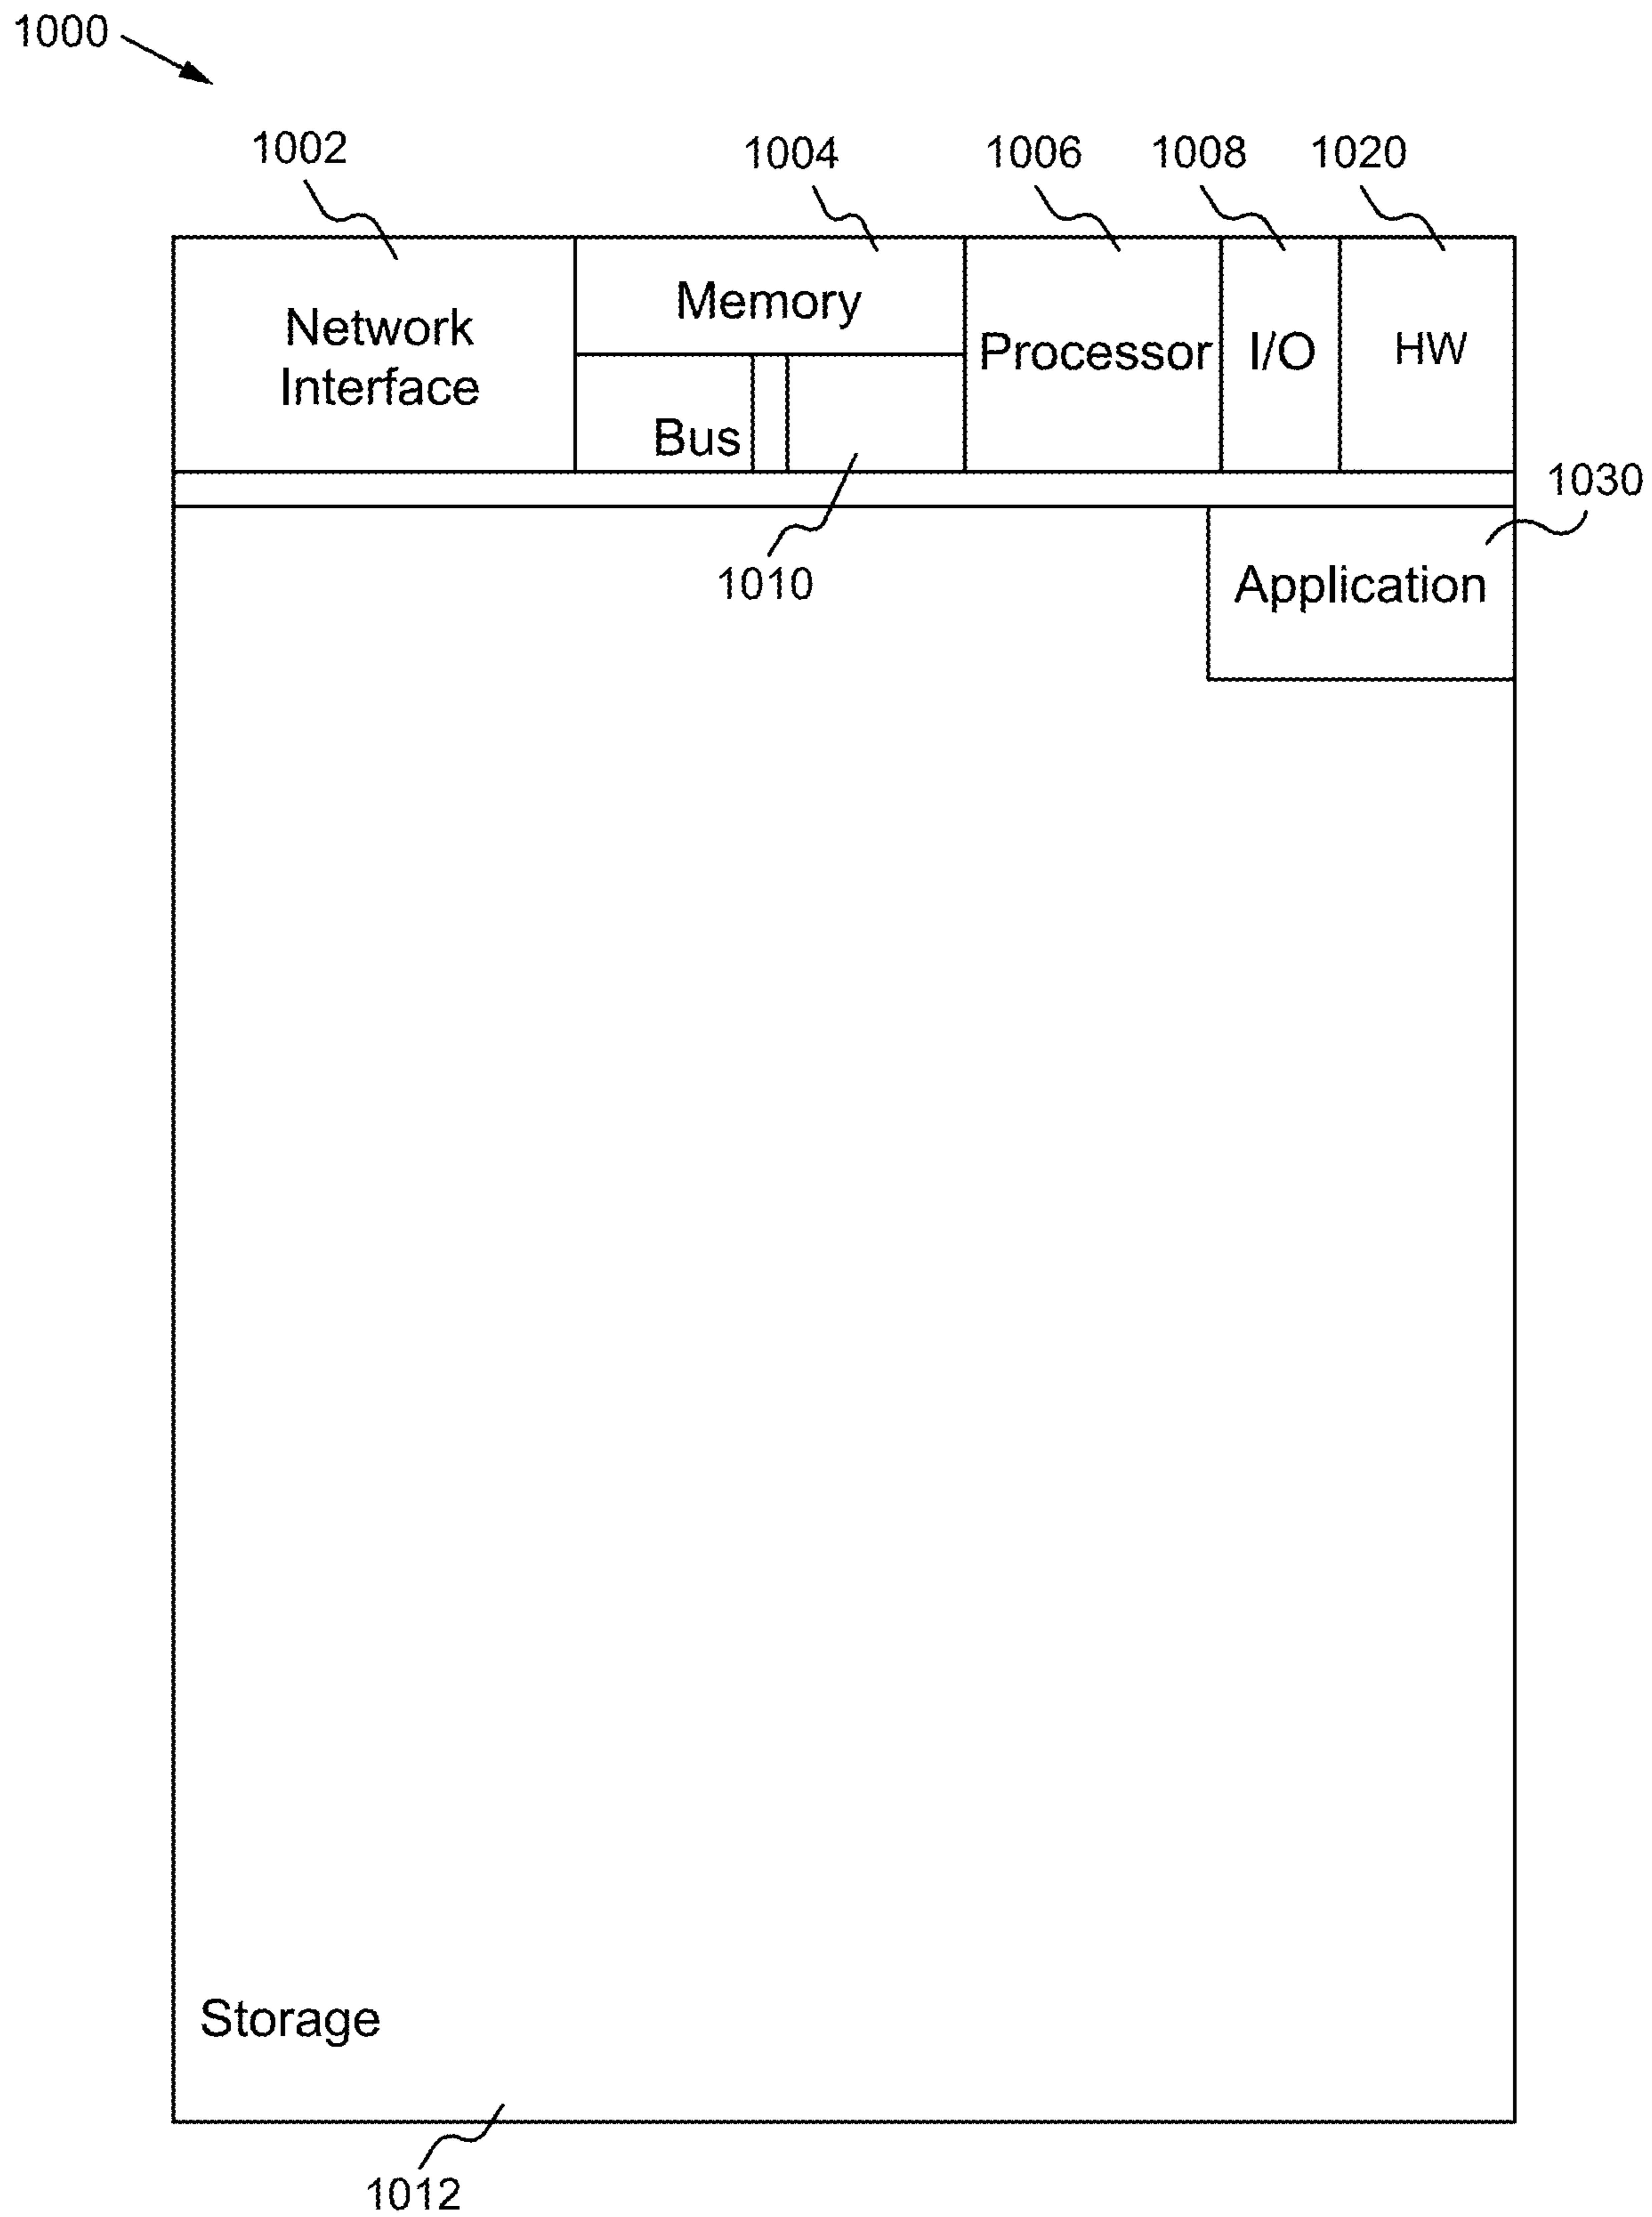 1000
1002
1004
1006
1008
1020
Network
Interface
Memory
Processor
I/O
HW
Bus
1030
1010
Application
Storage
1012